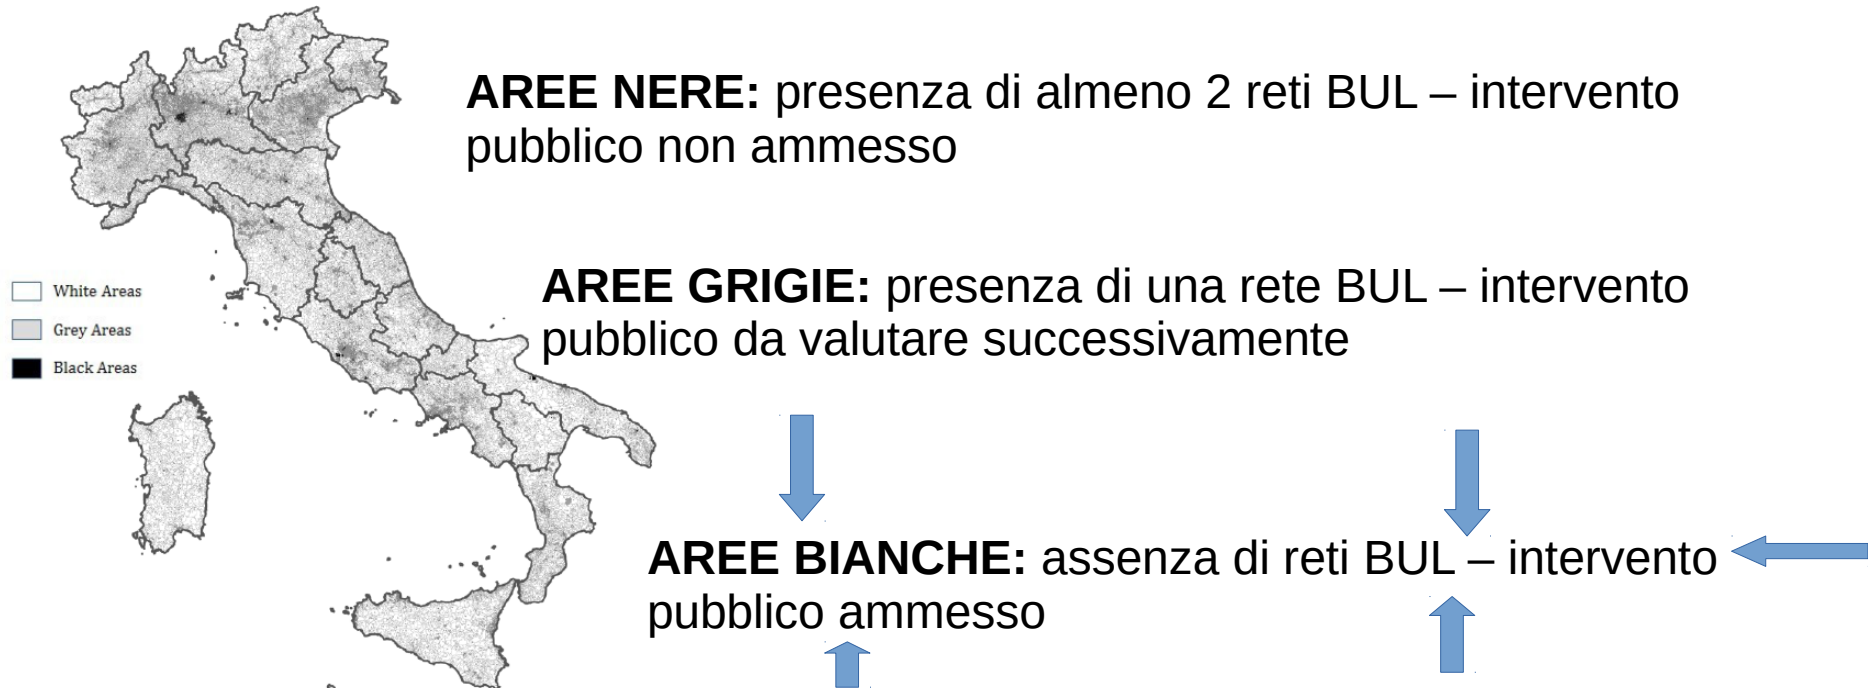 AREE NERE: presenza di almeno 2 reti BUL – intervento
pubblico non ammesso
AREE GRIGIE: presenza di una rete BUL – intervento
pubblico da valutare successivamente
White Areas
Grey Areas
Black Areas
AREE BIANCHE: assenza di reti BUL – intervento
pubblico ammesso